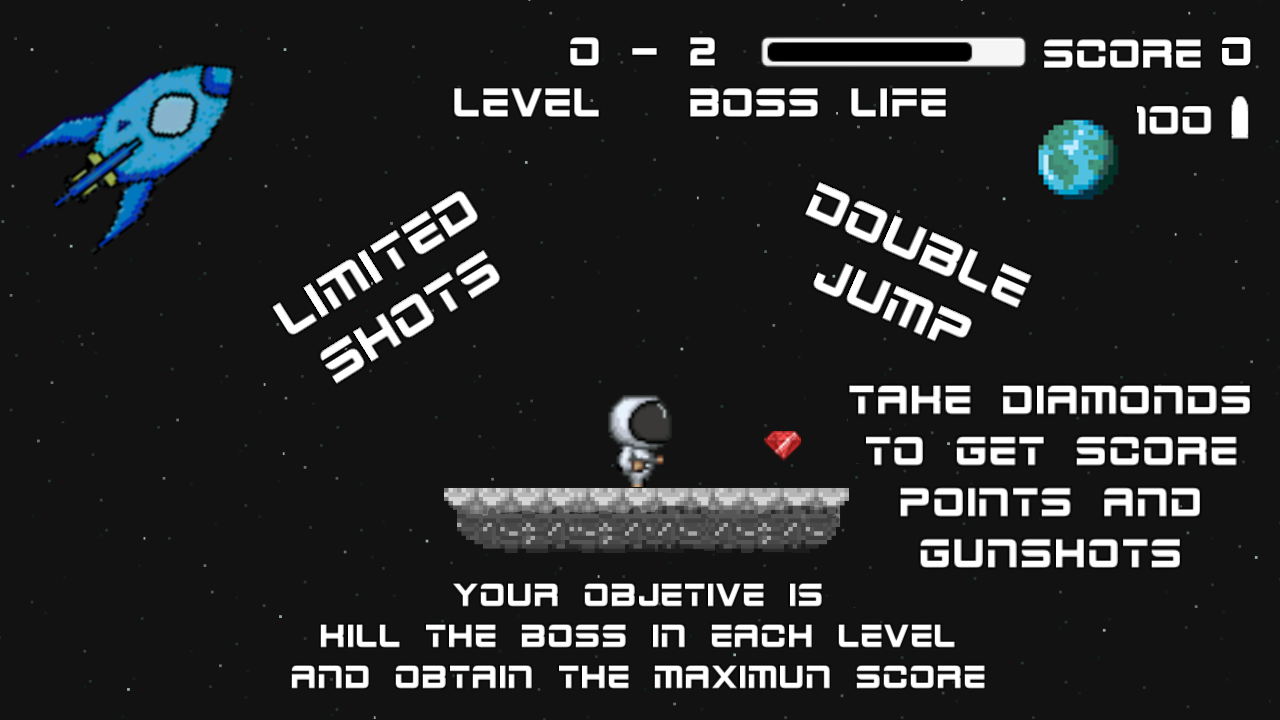 0 - 2 SCORE 0
LEVEL BOSS LIFE
100
LIMITED
SHOTS
DOUBLE
JUMP
TAKE DIAMONDS
TO GET SCORE
POINTS AND
GUNSHOTS
YOUR OBJETIVE IS
KILL THE BOSS IN EACH LEVEL
AND OBTAIN THE MAXIMUN SCORE